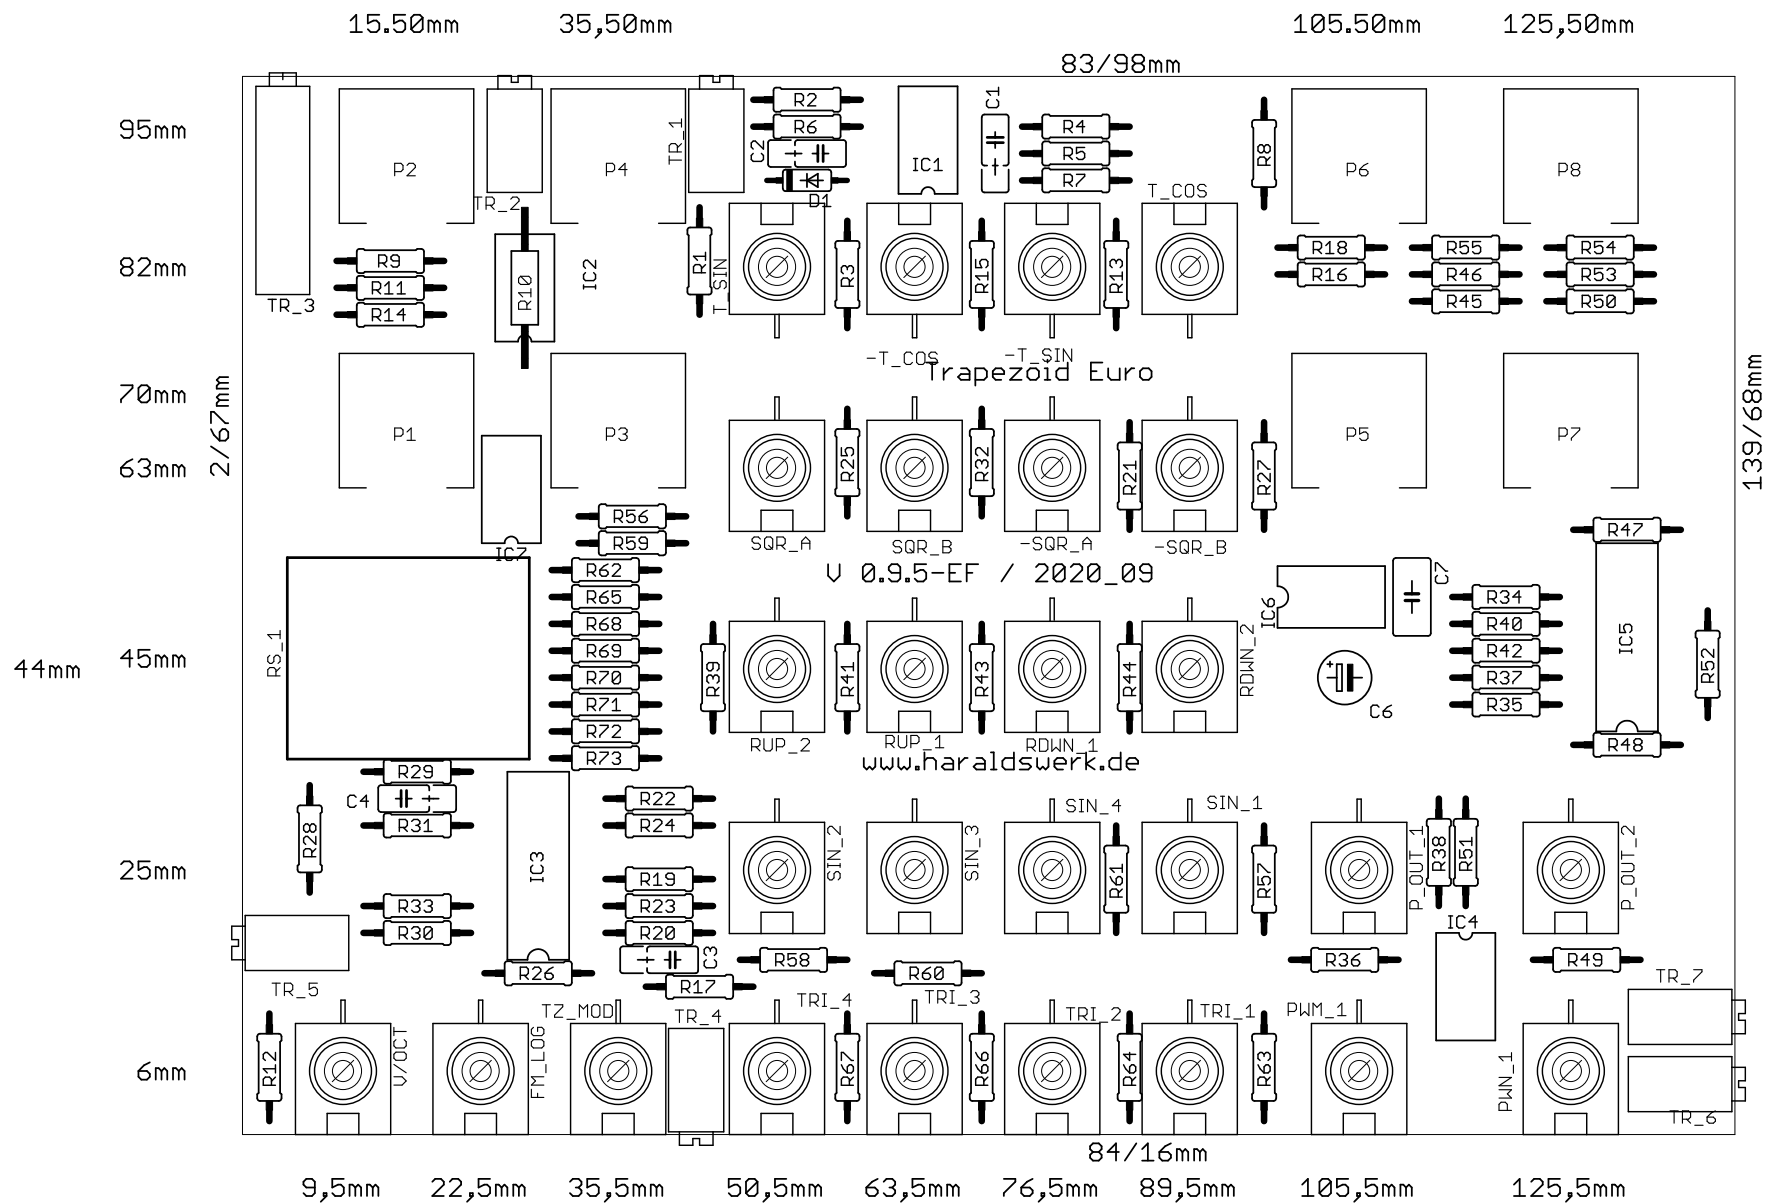 15.50mm 35,50mm 105.50mm 125,50mm
83/98mm
95mm
82mm
70mm
63mm
45mm
44mm
25mm
6mm
2/67mm
139/68mm
84/16mm
9,5mm 22,5mm 35,5mm 50,5mm 63,5mm 76,5mm 89,5mm 105,5mm 125,5mm
P2
P4
P6
P8
TR_1
TR_2
TR_3
R2
R6
C2
D1
IC1
C1
R4
R5
R7
R8
T_COS
R9
R11
R14
R10
IC2
R1
T_SIN
R3
R15
R13
R18
R16
R55
R46
R45
R54
R53
R50
-T_COS
-T_SIN
Trapezoid Euro
P1
P3
P5
P7
R25
R32
R21
R27
IC7
R56
R59
R62
R65
R68
R69
R70
R71
R72
R73
SQR_A
SQR_B
-SQR_A
-SQR_B
V 0.9.5-EF / 2020_09
RS_1
R39
R41
R43
R44
RDWN_2
IC6
C7
C6
R34
R40
R42
R37
R35
R47
IC5
R48
R52
RUP_2
RUP_1
RDWN_1
www.haraldswerk.de
R29
C4
R31
R28
R33
R30
IC3
R26
R22
R24
R19
R23
R20
C3
R17
SIN_2
SIN_3
SIN_4
SIN_1
R61
R57
P_OUT_1
R38
R51
P_OUT_2
IC4
R58
R60
R36
R49
TR_5
TZ_MOD
TR_4
TRI_4
TRI_3
TRI_2
TRI_1
PWM_1
TR_7
R12
V/OCT
FM_LOG
R67
R66
R64
R63
PWN_1
TR_6